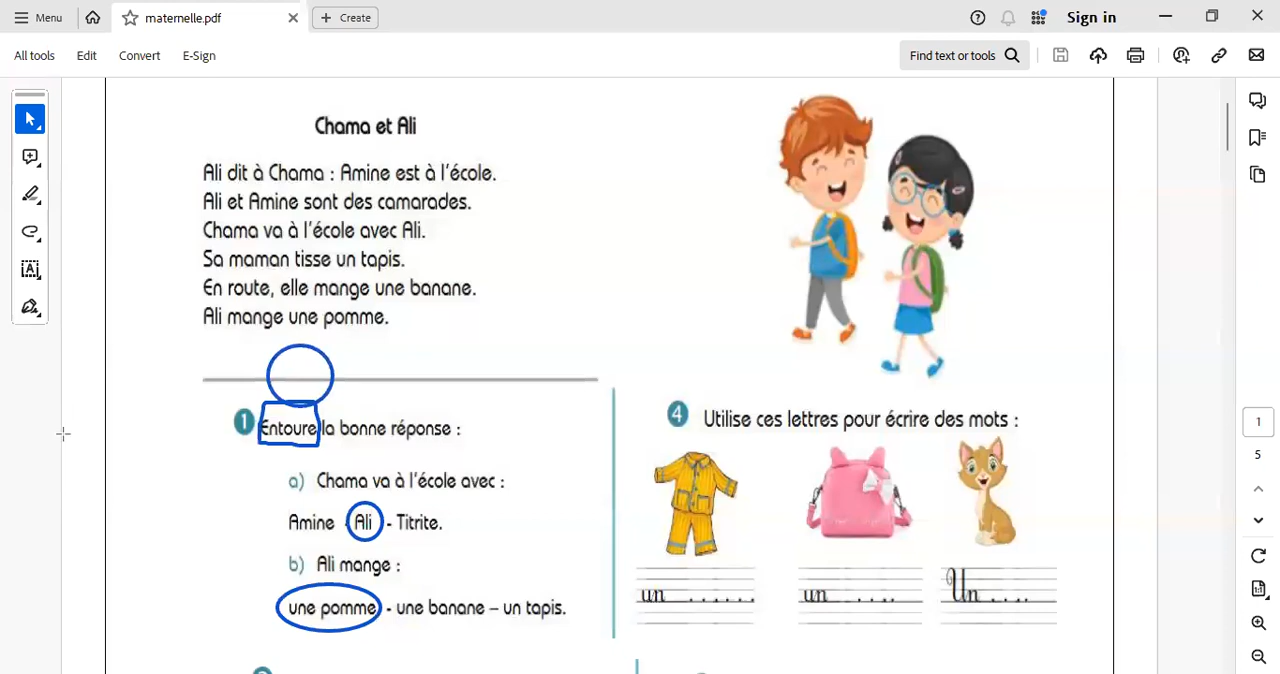 Menu
maternelle.pdf
Create
Sign in
All tools
Edit
Convert
E-Sign
Find text or tools
Chama et Ali
Ali dit à Chama : Amine est à l'école.
Ali et Amine sont des camarades.
Chama va à l'école avec Ali.
Sa maman tisse un tapis.
En route, elle mange une banane.
Ali mange une pomme.
1 Entoure la bonne réponse :
a) Chama va à l'école avec :
Amine - Ali - Titrite.
b) Ali mange :
une pomme - une banane – un tapis.
4 Utilise ces lettres pour écrire des mots :
un . . . . . .
un . . . .
Un . . . .
1
5